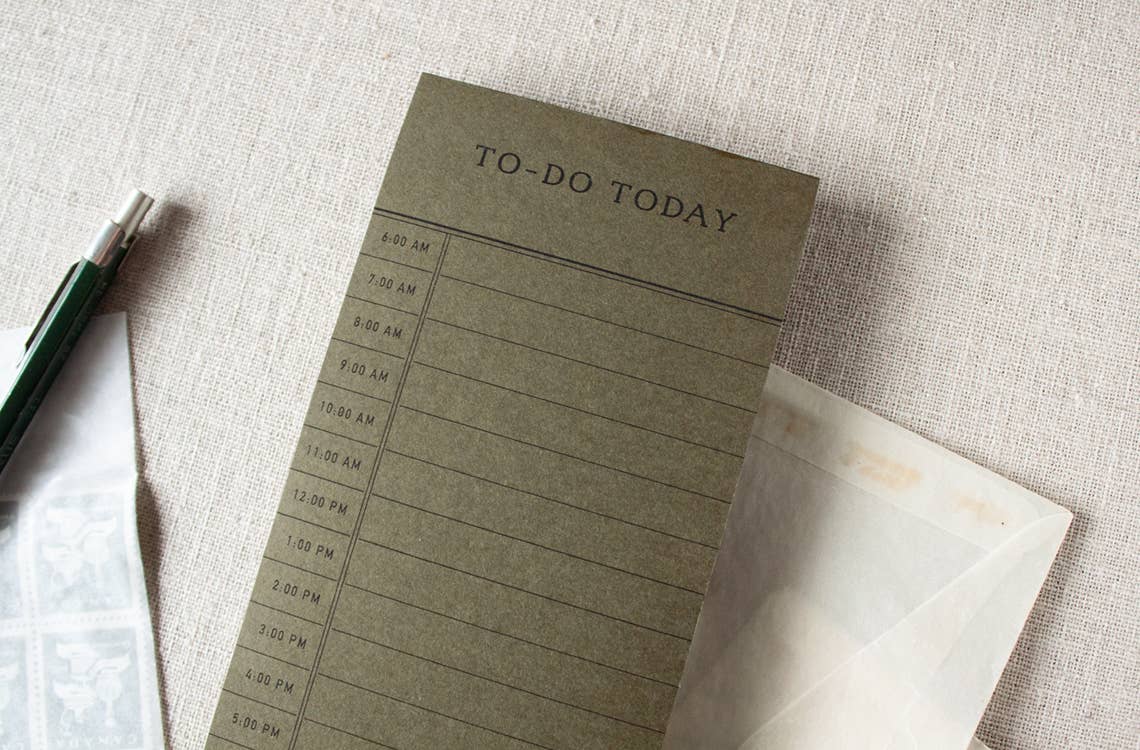 TO-DO TODAY
6:00 AM
7:00 AM
8:00 AM
9:00 AM
10:00 AM
11:00 AM
12:00 PM
1:00 PM
2:00 PM
3:00 PM
4:00 PM
5:00 PM
CANADA